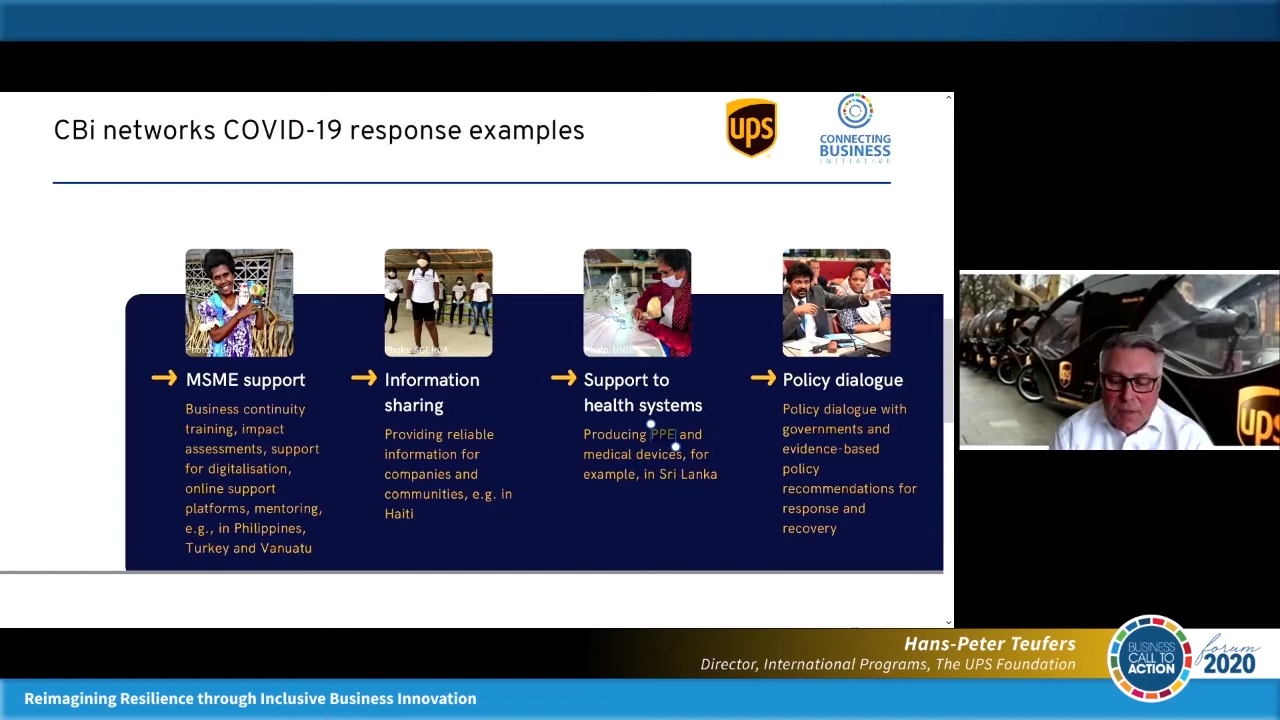 CBi networks COVID-19 response examples
ups
CONNECTING
BUSINESS
INITIATIVE
MSME support
Business continuity
training, impact
assessments, support
for digitalisation,
online support
platforms, mentoring,
e.g., in Philippines,
Turkey and Vanuatu
Information
sharing
Providing reliable
information for
companies and
communities, e.g. in
Haiti
Support to
health systems
Producing PPE and
medical devices, for
example, in Sri Lanka
Policy dialogue
Policy dialogue with
governments and
evidence-based
policy
recommendations for
response and
recovery
ups
Hans-Peter Teufers
Director, International Programs, The UPS Foundation
BUSINESS
CALL TO
ACTION
forum
2020
Reimagining Resilience through Inclusive Business Innovation